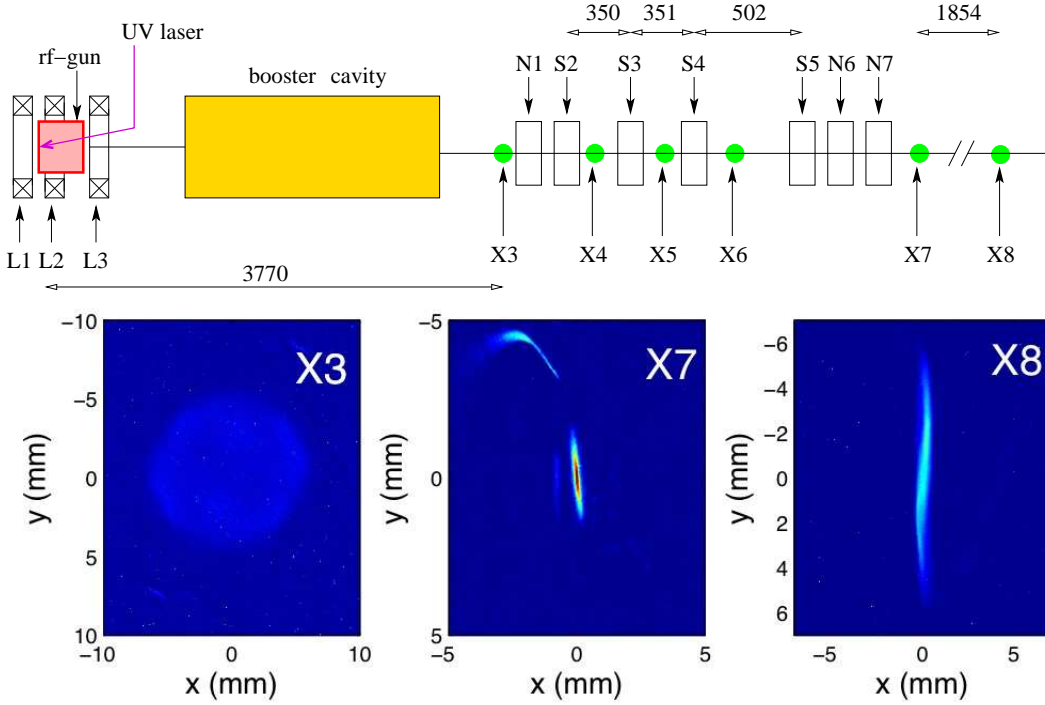 350 351 502 1854
UV laser
rf-gun
N1 S2 S3 S4 S5 N6 N7
booster cavity
L1 L2 L3 X3 X4 X5 X6 X7 X8
3770
X3
-10
-5
0
5
10
y (mm)
-10 0 10
x (mm)
X7
-5
0
5
y (mm)
-5 0 5
x (mm)
X8
-6
-4
-2
0
2
4
6
y (mm)
-5 0 5
x (mm)